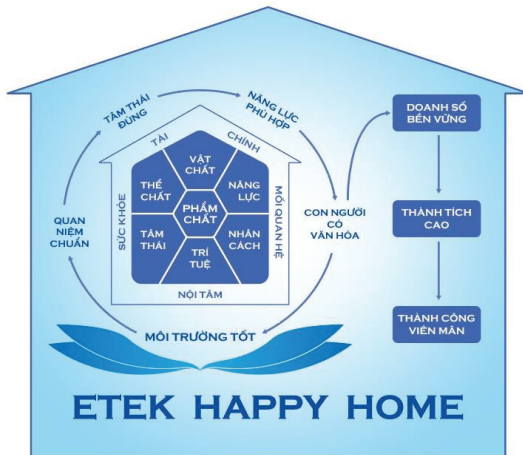 TÂM THÁI
ĐÚNG
NĂNG LỰC
PHÙ HỢP
DOANH SỐ
BỀN VỮNG
TÀI
CHÍNH
VẬT
CHẤT
THỂ
CHẤT
NĂNG
LỰC
SỨC KHỎE
PHẨM
CHẤT
MỐI QUAN HỆ
QUAN
NIỆM
CHUẨN
CON NGƯỜI
CÓ
VĂN HÓA
THÀNH TÍCH
CAO
TÂM
THÁI
TRÍ
TUỆ
NHÂN
CÁCH
NỘI TÂM
MÔI TRƯỜNG TỐT
THÀNH CÔNG
VIÊN MÃN
ETEK HAPPY HOME